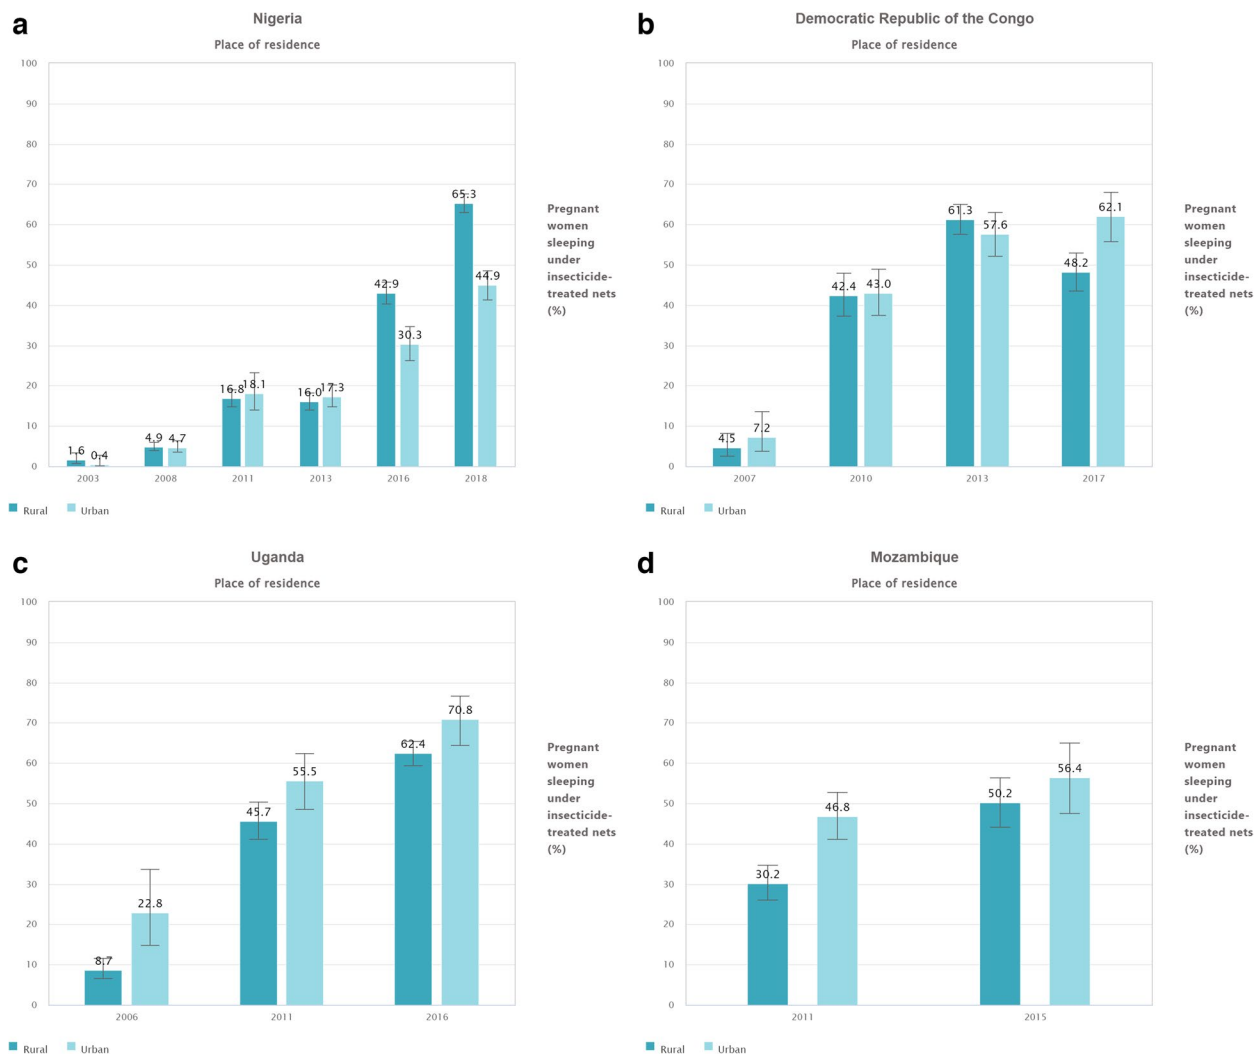 a
Nigeria
Place of residence
100
90
80
70
60
50
40
30
20
10
0
1.6
0.4
4.9
4.7
16.8
18.1
16.0
17.3
42.9
30.3
65.3
44.9
2003
2008
2011
2013
2016
2018
Pregnant
women
sleeping
under
insecticide-
treated nets
(%)
Rural
Urban
b
Democratic Republic of the Congo
Place of residence
100
90
80
70
60
50
40
30
20
10
0
4.5
7.2
42.4
43.0
61.3
57.6
48.2
62.1
2007
2010
2013
2017
Pregnant
women
sleeping
under
insecticide-
treated nets
(%)
Rural
Urban
c
Uganda
Place of residence
100
90
80
70
60
50
40
30
20
10
0
8.7
22.8
45.7
55.5
62.4
70.8
2006
2011
2016
Pregnant
women
sleeping
under
insecticide-
treated nets
(%)
Rural
Urban
d
Mozambique
Place of residence
100
90
80
70
60
50
40
30
20
10
0
30.2
46.8
50.2
56.4
2011
2015
Pregnant
women
sleeping
under
insecticide-
treated nets
(%)
Rural
Urban